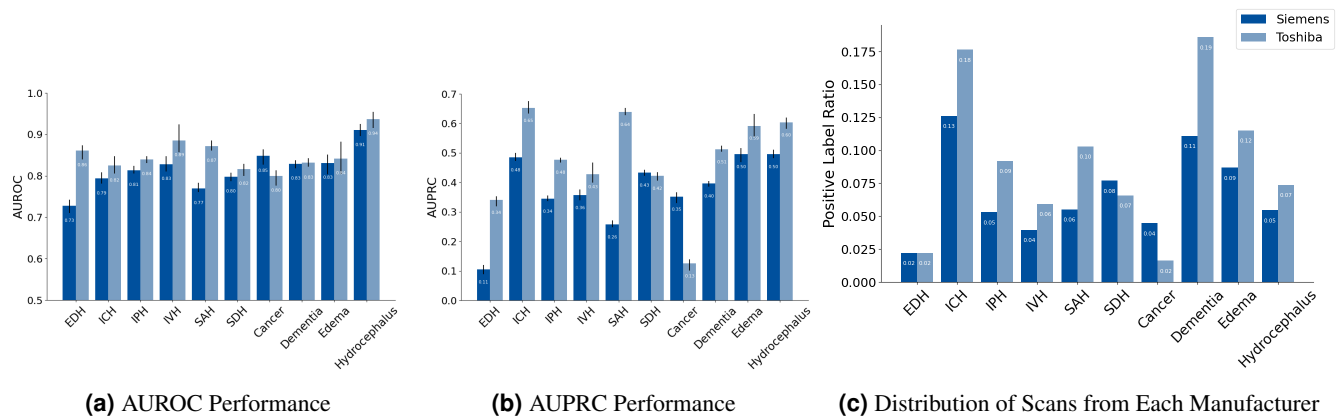 Siemens
Toshiba
AUROC
1.0
0.9
0.8
0.7
0.6
0.5
0.73
0.86
0.79
0.82
0.81
0.84
0.83
0.89
0.77
0.87
0.80
0.82
0.85
0.80
0.83
0.83
0.83
0.84
0.91
0.94
EDH
ICH
IPH
IVH
SAH
SDH
Cancer
Dementia
Edema
Hydrocephalus
AUPRC
0.7
0.6
0.5
0.4
0.3
0.2
0.1
0.0
0.11
0.34
0.48
0.65
0.34
0.48
0.36
0.43
0.26
0.64
0.43
0.42
0.35
0.13
0.40
0.51
0.50
0.50
0.60
EDH
ICH
IPH
IVH
SAH
SDH
Cancer
Dementia
Edema
Hydrocephalus
Positive Label Ratio
0.175
0.150
0.125
0.100
0.075
0.050
0.025
0.000
0.02
0.02
0.13
0.18
0.05
0.09
0.04
0.06
0.06
0.10
0.08
0.07
0.04
0.02
0.11
0.19
0.09
0.12
0.05
0.07
EDH
ICH
IPH
IVH
SAH
SDH
Cancer
Dementia
Edema
Hydrocephalus
(a) AUROC Performance
(b) AUPRC Performance
(c) Distribution of Scans from Each Manufacturer